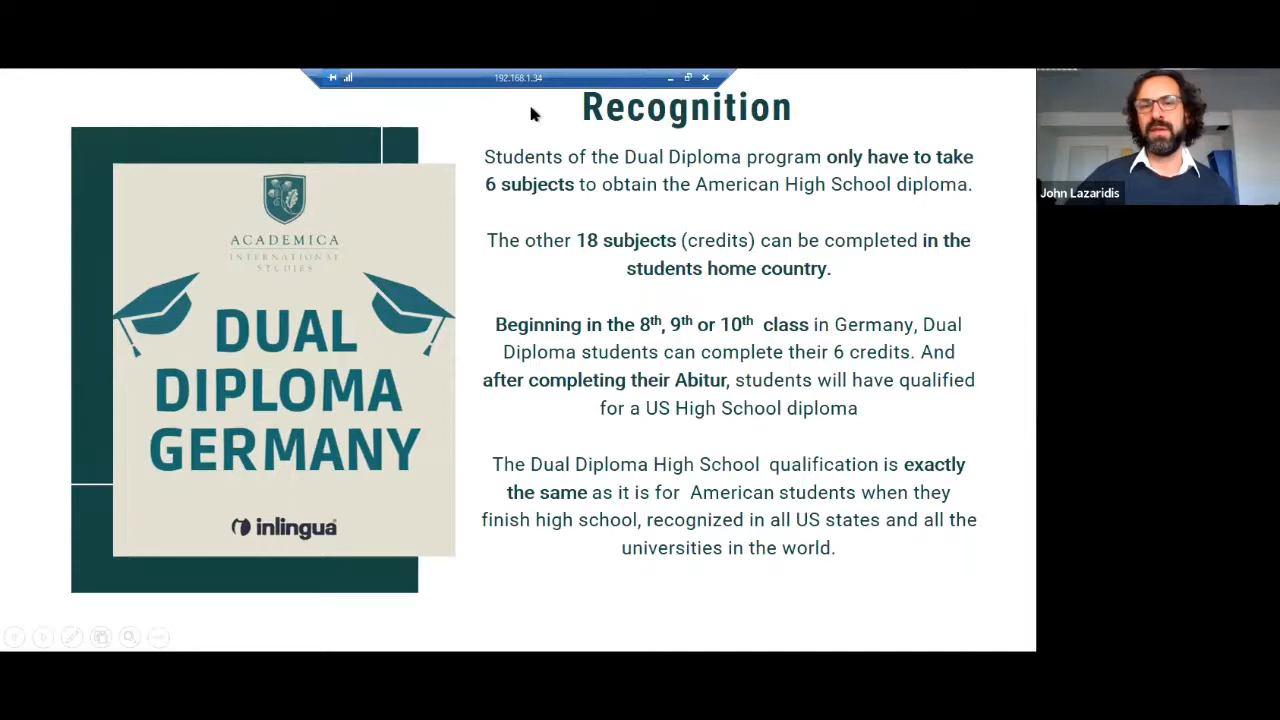 192.168.1.34
Recognition
Students of the Dual Diploma program only have to take
6 subjects to obtain the American High School diploma.
The other 18 subjects (credits) can be completed in the
students home country.
Beginning in the 8th, 9th or 10th class in Germany, Dual
Diploma students can complete their 6 credits. And
after completing their Abitur, students will have qualified
for a US High School diploma
The Dual Diploma High School qualification is exactly
the same as it is for American students when they
finish high school, recognized in all US states and all the
universities in the world.
ACADEMICA
INTERNATIONAL
STUDIES
DUAL
DIPLOMA
GERMANY
inlingua
John Lazaridis